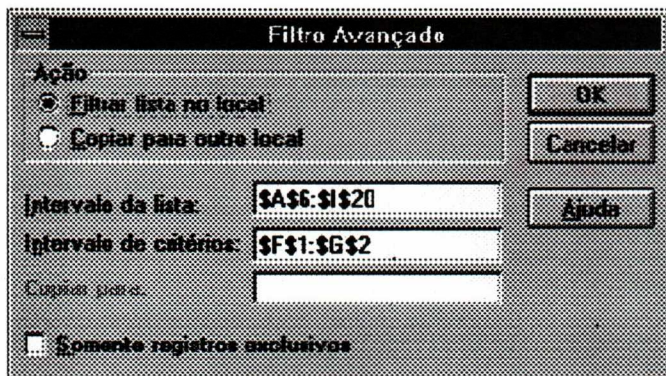 Filtro Avançado
Ação
Filtrar lista no local
Copiar para outro local
OK
Cancelar
Ajuda
Intervalo da lista: $A$6:$I$20
Intervalo de critérios: $F$1:$G$2
Copiar para:
Somente registros exclusivos